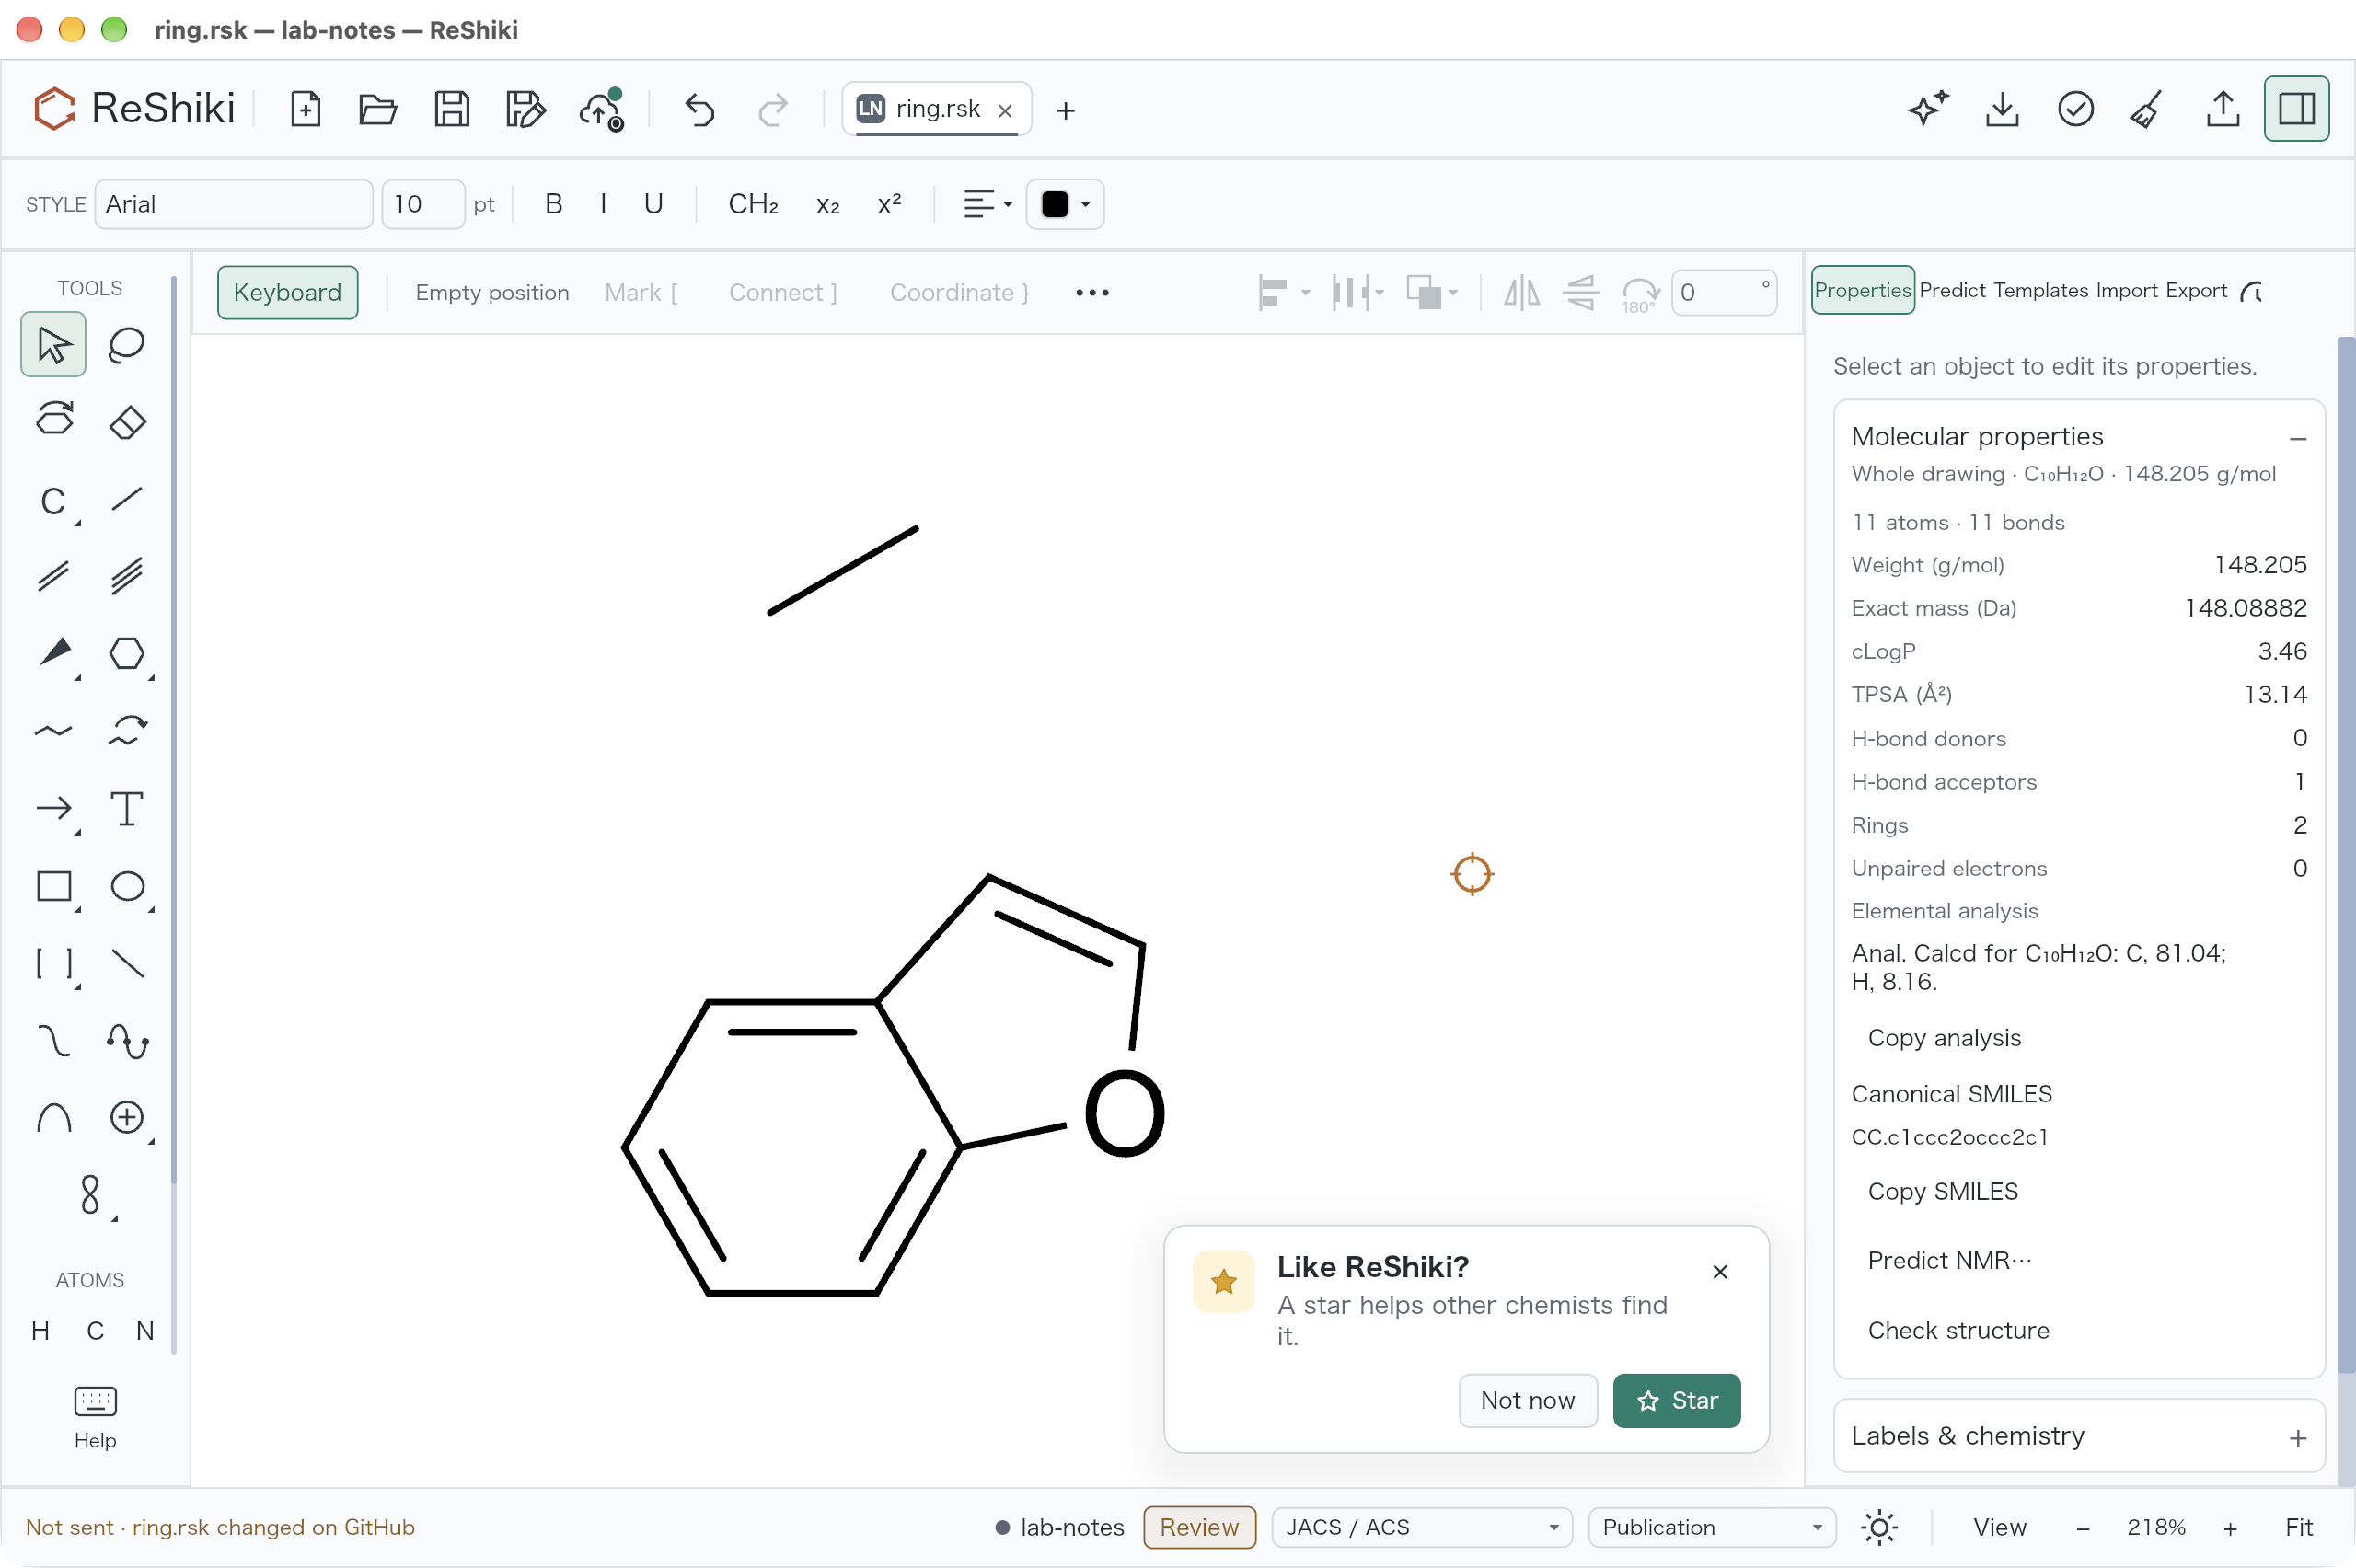 ring.rsk — lab-notes — ReShiki
ReShiki
LN ring.rsk × +
STYLE Arial 10 pt B I U CH₂ x₂ x²
TOOLS
Keyboard Empty position Mark [ Connect ] Coordinate } ••• 180° 0 °
Properties Predict Templates Import Export
Select an object to edit its properties.
Molecular properties −
Whole drawing · C₁₀H₁₂O · 148.205 g/mol
11 atoms · 11 bonds
Weight (g/mol) 148.205
Exact mass (Da) 148.08882
cLogP 3.46
TPSA (Å²) 13.14
H-bond donors 0
H-bond acceptors 1
Rings 2
Unpaired electrons 0
Elemental analysis
Anal. Calcd for C₁₀H₁₂O: C, 81.04;
H, 8.16.
Copy analysis
Canonical SMILES
CC.c1ccc2occc2c1
Copy SMILES
Predict NMR⋯
Check structure
Labels & chemistry +
C
T
[ ]
ATOMS
H C N
Help
O
Like ReShiki? ×
A star helps other chemists find
it.
Not now Star
Not sent · ring.rsk changed on GitHub lab-notes Review JACS / ACS Publication View − 218% + Fit